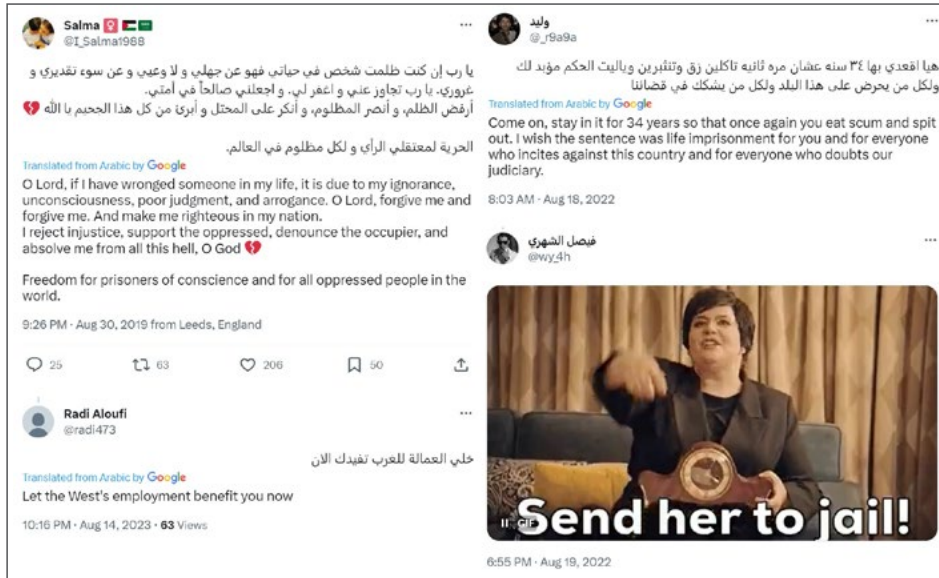 Salma
@I_Salma1988
يا رب إن كنت ظلمت شخص في حياتي فهو عن جهلي و لا وعيي و عن سوء تقديري و
غروري. يا رب تجاوز عني و اغفر لي. و اجعلني صالحاً في أمتي.
أرفض الظلم، و أنصر المظلوم، و أنكر على المحتل و أبرئ من كل هذا الجحيم يا الله
الحرية لمعتقلي الرأي و لكل مظلوم في العالم.
Translated from Arabic by Google
O Lord, if I have wronged someone in my life, it is due to my ignorance,
unconsciousness, poor judgment, and arrogance. O Lord, forgive me and
forgive me. And make me righteous in my nation.
I reject injustice, support the oppressed, denounce the occupier, and
absolve me from all this hell, O God 💔
Freedom for prisoners of conscience and for all oppressed people in the
world.
9:26 PM · Aug 30, 2019 from Leeds, England
25 63 206 50
Radi Aloufi
@radi473
خلي العمالة للغرب تفيدك الان
Translated from Arabic by Google
Let the West's employment benefit you now
10:16 PM · Aug 14, 2023 · 63 Views
وليد
@_r9a9a
هيا اقعدي بها ٣٤ سنه عشان مره ثانيه تاكلين زق وتنثبرين وياليت الحكم مؤبد لك
ولكل من يحرض على هذا البلد ولكل من يشكك في قضائنا
Translated from Arabic by Google
Come on, stay in it for 34 years so that once again you eat scum and spit
out. I wish the sentence was life imprisonment for you and for everyone
who incites against this country and for everyone who doubts our
judiciary.
8:03 AM · Aug 18, 2022
فيصل الشهري
@wy_4h
GIF
Send her to jail!
6:55 PM · Aug 19, 2022